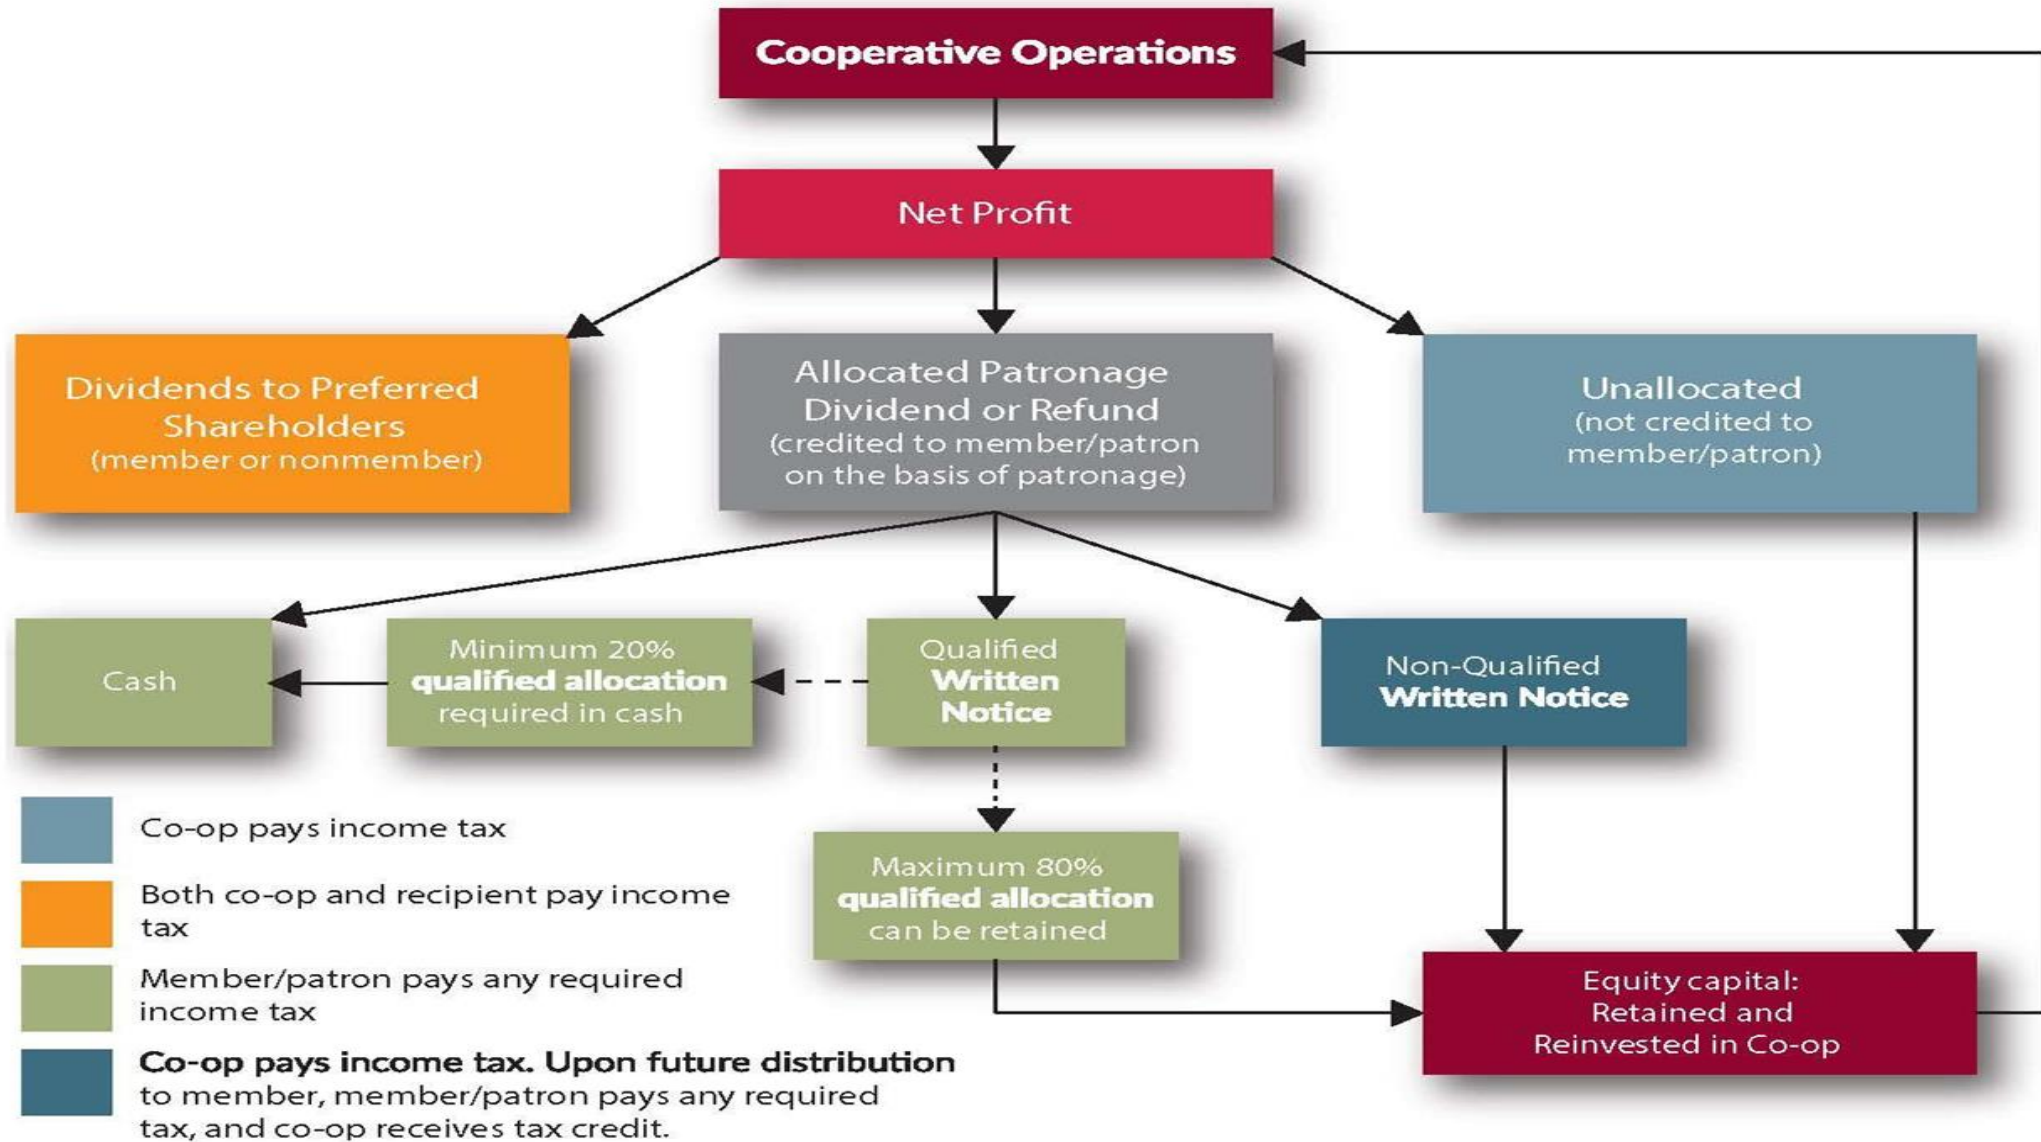 Cooperative Operations
Net Profit
Dividends to Preferred
Shareholders
(member or nonmember)
Allocated Patronage
Dividend or Refund
(credited to member/patron
on the basis of patronage)
Unallocated
(not credited to
member/patron)
Cash
Minimum 20%
qualified allocation
required in cash
Qualified
Written
Notice
Non-Qualified
Written Notice
Maximum 80%
qualified allocation
can be retained
Equity capital:
Retained and
Reinvested in Co-op
Co-op pays income tax
Both co-op and recipient pay income
tax
Member/patron pays any required
income tax
Co-op pays income tax. Upon future distribution
to member, member/patron pays any required
tax, and co-op receives tax credit.